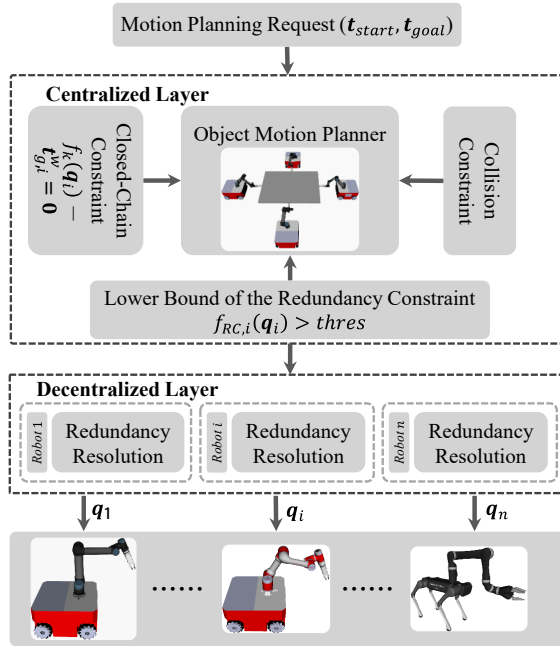 Motion Planning Request (t_start, t_goal)
Centralized Layer
Closed-Chain
Constraint
f_k(q_i) −
t^w_{g,i} = 0
Object Motion Planner
Collision
Constraint
Lower Bound of the Redundancy Constraint
f_{RC,i}(q_i) > thres
Decentralized Layer
Robot 1
Redundancy
Resolution
Robot i
Redundancy
Resolution
Robot n
Redundancy
Resolution
q_1
q_i
q_n
......
......